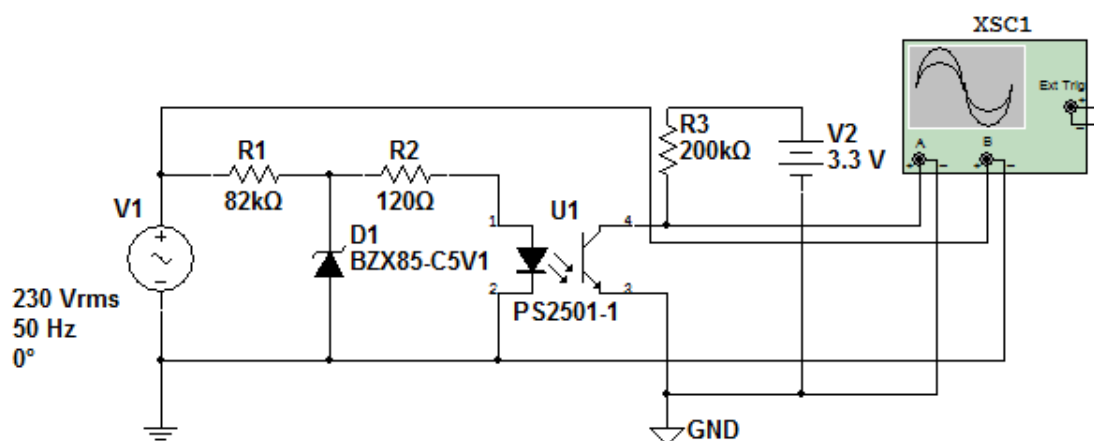 XSC1
Ext Trig
+
−
A
B
+ −
+ −
R3
200kΩ
V2
3.3 V
R1
82kΩ
R2
120Ω
V1
+
−
230 Vrms
50 Hz
0°
D1
BZX85-C5V1
U1
1
2
4
3
PS2501-1
GND